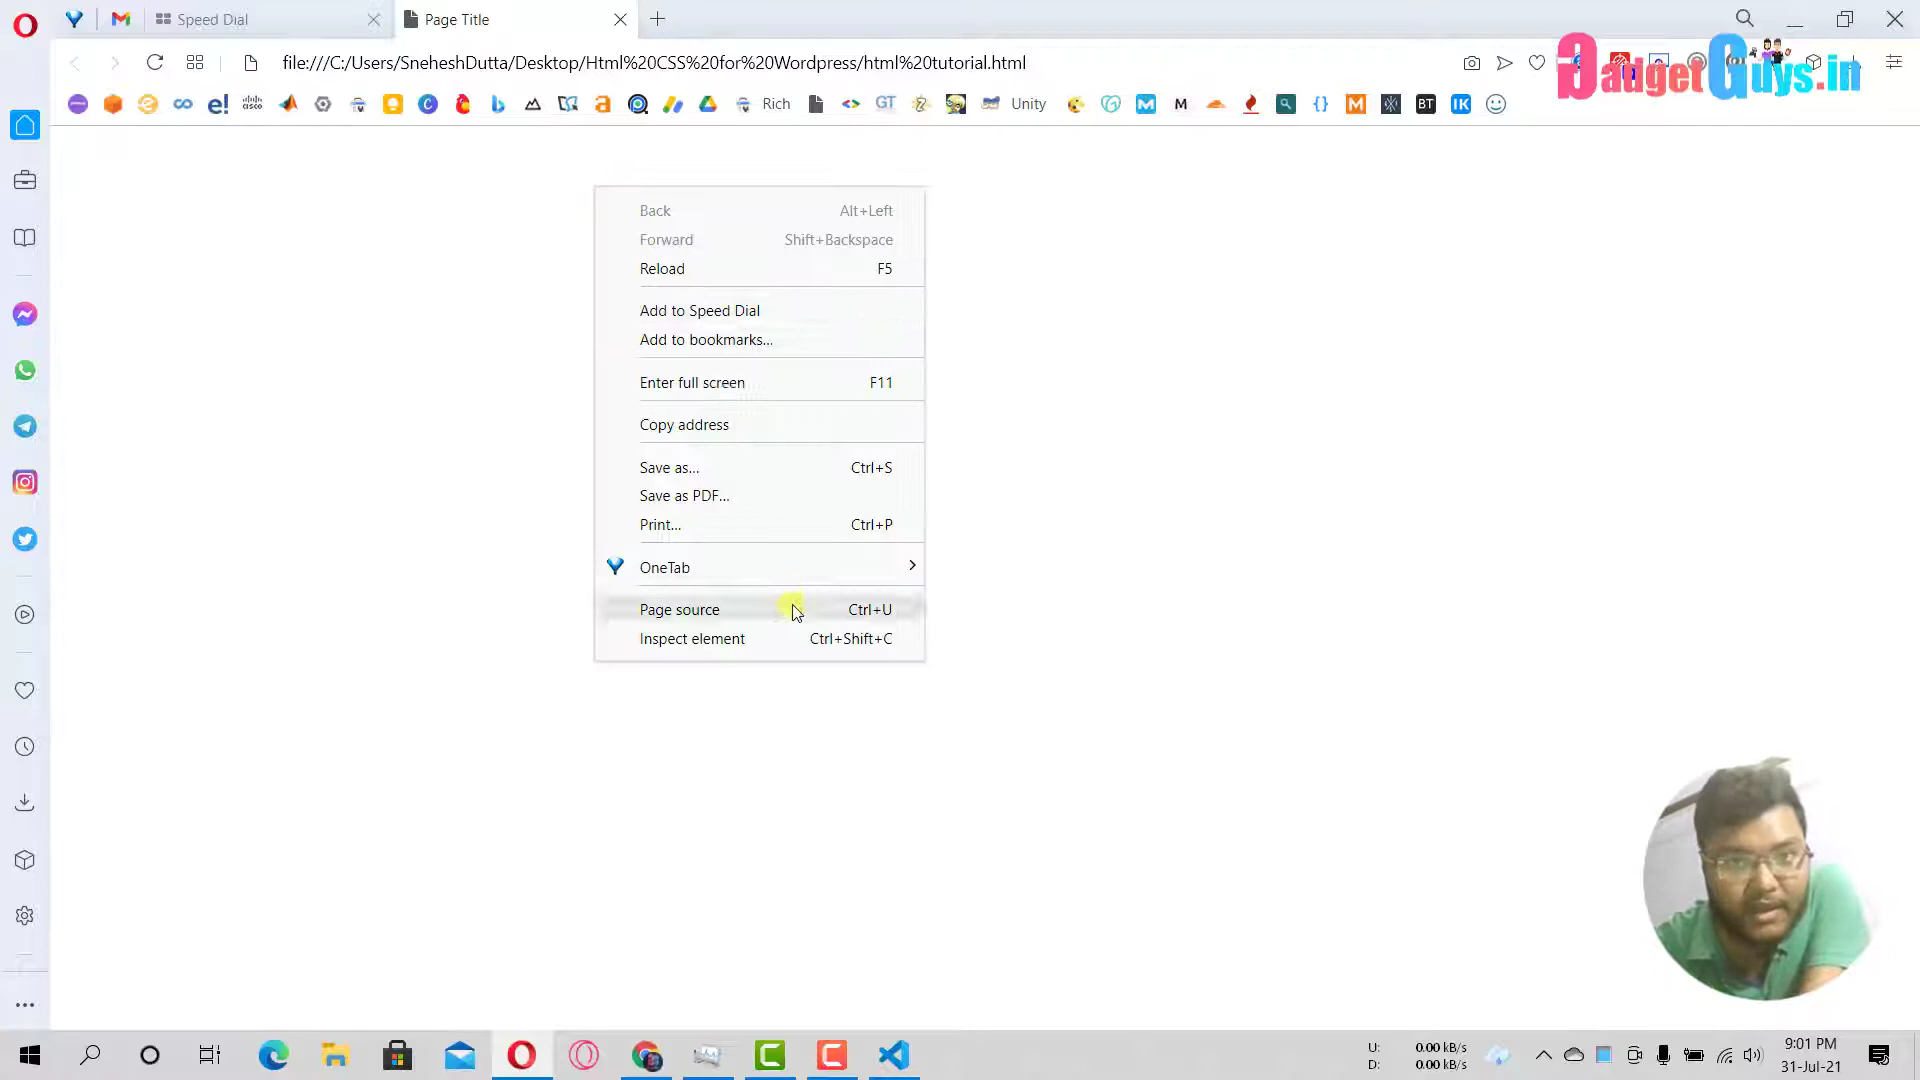 Speed Dial
Page Title
file:///C:/Users/SneheshDutta/Desktop/Html%20CSS%20for%20Wordpress/html%20tutorial.html
GadgetGuys.in
Rich
GT
Unity
BT
IK
Back Alt+Left
Forward Shift+Backspace
Reload F5
Add to Speed Dial
Add to bookmarks...
Enter full screen F11
Copy address
Save as... Ctrl+S
Save as PDF...
Print... Ctrl+P
OneTab
Page source Ctrl+U
Inspect element Ctrl+Shift+C
U: 0.00 kB/s
D: 0.00 kB/s
9:01 PM
31-Jul-21